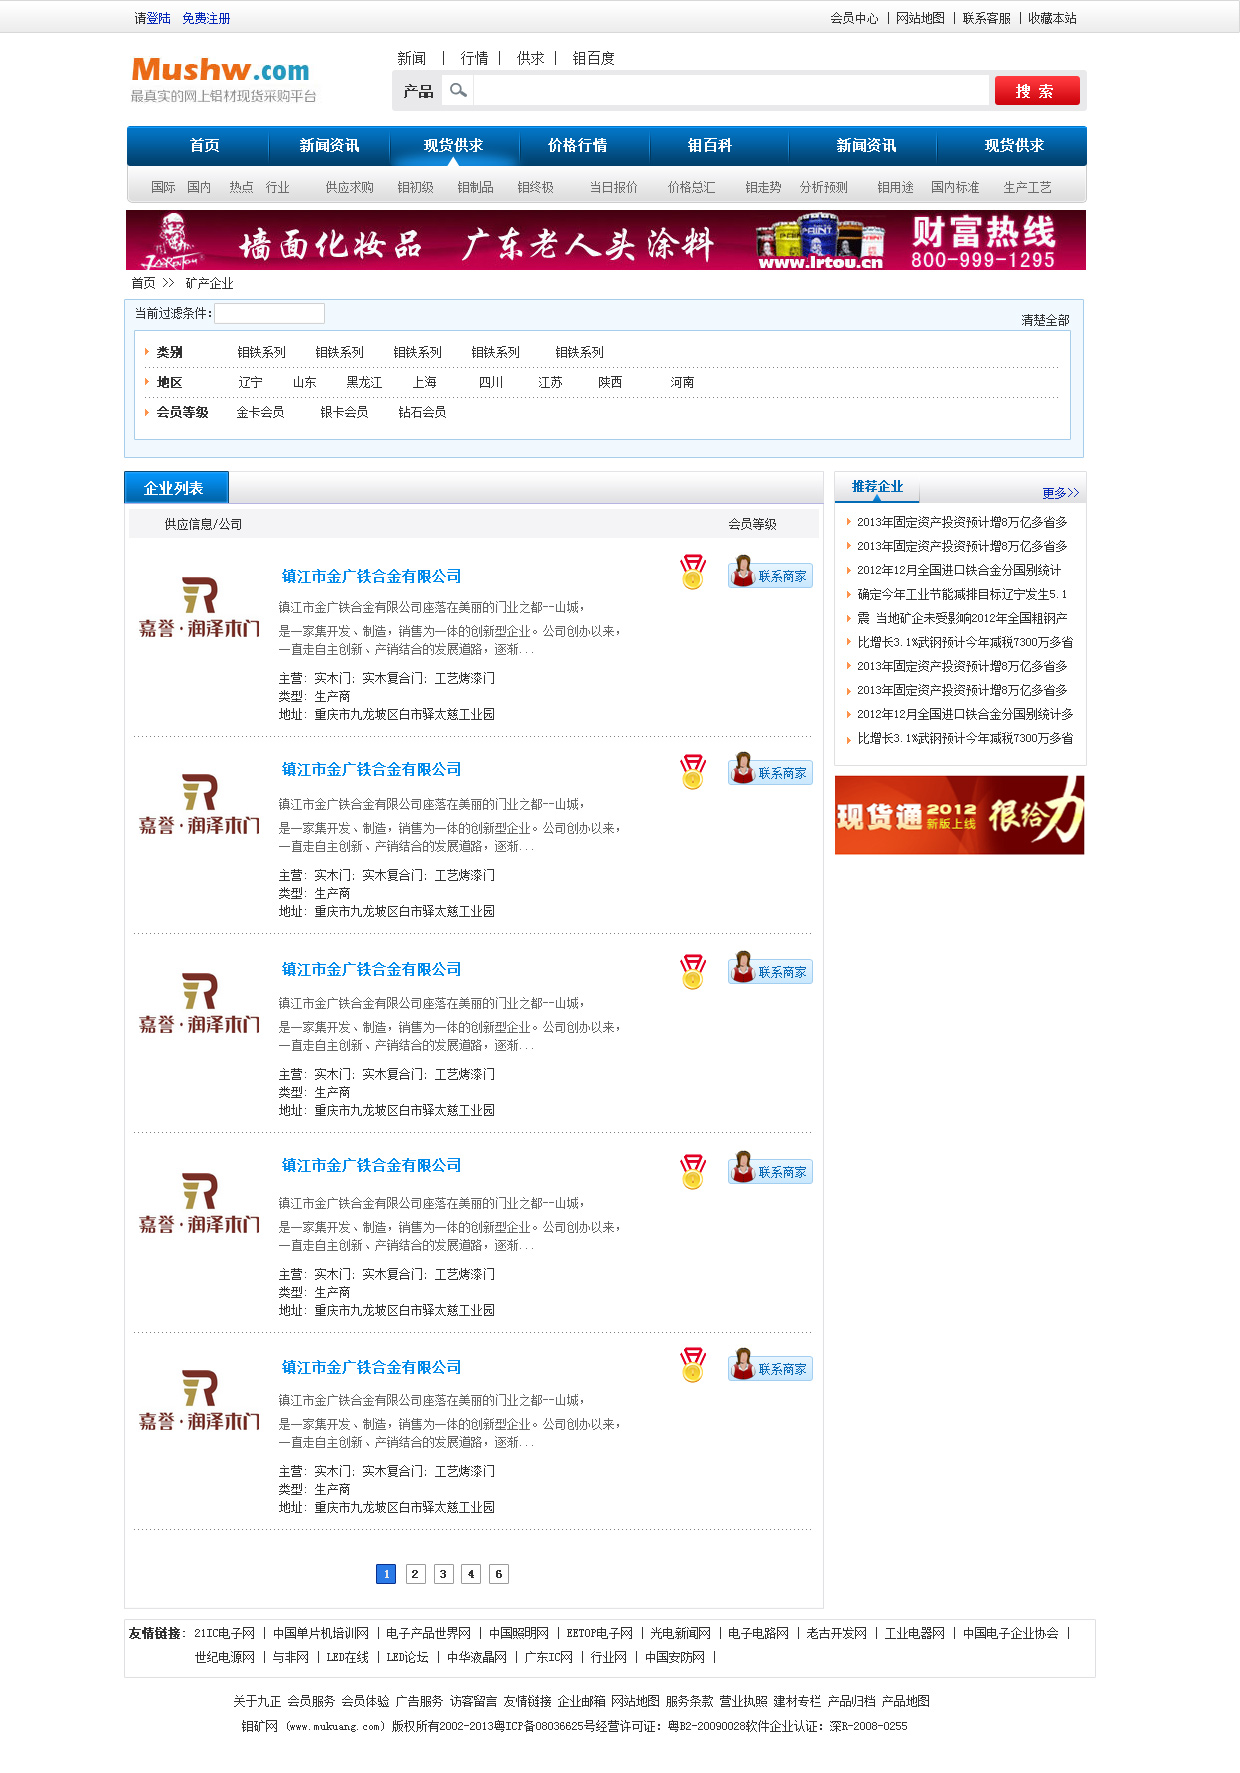 请登陆 免费注册 会员中心 | 网站地图 | 联系客服 | 收藏本站
新闻 | 行情 | 供求 | 钼百度
Mushw.com
最真实的网上铝材现货采购平台
产品 搜 索
首页 新闻资讯 现货供求 价格行情 钼百科 新闻资讯 现货供求
国际 国内 热点 行业 供应求购 钼初级 钼制品 钼终极 当日报价 价格总汇 钼走势 分析预测 钼用途 国内标准 生产工艺
墙面化妆品 广东老人头涂料 www.lrtou.cn 财富热线 800-999-1295
首页 >> 矿产企业
当前过滤条件:
清楚全部
类别 钼铁系列 钼铁系列 钼铁系列 钼铁系列 钼铁系列
地区 辽宁 山东 黑龙江 上海 四川 江苏 陕西 河南
会员等级 金卡会员 银卡会员 钻石会员
企业列表
供应信息/公司 会员等级
镇江市金广铁合金有限公司
联系商家
嘉誉·润泽木门
镇江市金广铁合金有限公司座落在美丽的门业之都--山城，
是一家集开发、制造，销售为一体的创新型企业。公司创办以来，
一直走自主创新、产销结合的发展道路，逐渐...
主营: 实木门; 实木复合门; 工艺烤漆门
类型: 生产商
地址: 重庆市九龙坡区白市驿太慈工业园
镇江市金广铁合金有限公司
联系商家
嘉誉·润泽木门
镇江市金广铁合金有限公司座落在美丽的门业之都--山城，
是一家集开发、制造，销售为一体的创新型企业。公司创办以来，
一直走自主创新、产销结合的发展道路，逐渐...
主营: 实木门; 实木复合门; 工艺烤漆门
类型: 生产商
地址: 重庆市九龙坡区白市驿太慈工业园
镇江市金广铁合金有限公司
联系商家
嘉誉·润泽木门
镇江市金广铁合金有限公司座落在美丽的门业之都--山城，
是一家集开发、制造，销售为一体的创新型企业。公司创办以来，
一直走自主创新、产销结合的发展道路，逐渐...
主营: 实木门; 实木复合门; 工艺烤漆门
类型: 生产商
地址: 重庆市九龙坡区白市驿太慈工业园
镇江市金广铁合金有限公司
联系商家
嘉誉·润泽木门
镇江市金广铁合金有限公司座落在美丽的门业之都--山城，
是一家集开发、制造，销售为一体的创新型企业。公司创办以来，
一直走自主创新、产销结合的发展道路，逐渐...
主营: 实木门; 实木复合门; 工艺烤漆门
类型: 生产商
地址: 重庆市九龙坡区白市驿太慈工业园
镇江市金广铁合金有限公司
联系商家
嘉誉·润泽木门
镇江市金广铁合金有限公司座落在美丽的门业之都--山城，
是一家集开发、制造，销售为一体的创新型企业。公司创办以来，
一直走自主创新、产销结合的发展道路，逐渐...
主营: 实木门; 实木复合门; 工艺烤漆门
类型: 生产商
地址: 重庆市九龙坡区白市驿太慈工业园
1 2 3 4 6
推荐企业 更多>>
2013年固定资产投资预计增8万亿多省多
2013年固定资产投资预计增8万亿多省多
2012年12月全国进口铁合金分国别统计
确定今年工业节能减排目标辽宁发生5.1
震 当地矿企未受影响2012年全国粗钢产
比增长3.1%武钢预计今年减税7300万多省
2013年固定资产投资预计增8万亿多省多
2013年固定资产投资预计增8万亿多省多
2012年12月全国进口铁合金分国别统计多
比增长3.1%武钢预计今年减税7300万多省
现货通 2012 新版上线 很给力
友情链接: 21IC电子网 | 中国单片机培训网 | 电子产品世界网 | 中国照明网 | EETOP电子网 | 光电新闻网 | 电子电路网 | 老古开发网 | 工业电器网 | 中国电子企业协会 |
世纪电源网 | 与非网 | LED在线 | LED论坛 | 中华液晶网 | 广东IC网 | 行业网 | 中国安防网 |
关于九正 会员服务 会员体验 广告服务 访客留言 友情链接 企业邮箱 网站地图 服务条款 营业执照 建材专栏 产品归档 产品地图
钼矿网 (www.mukuang.com) 版权所有2002-2013粤ICP备08036625号经营许可证: 粤B2-20090028软件企业认证: 深R-2008-0255